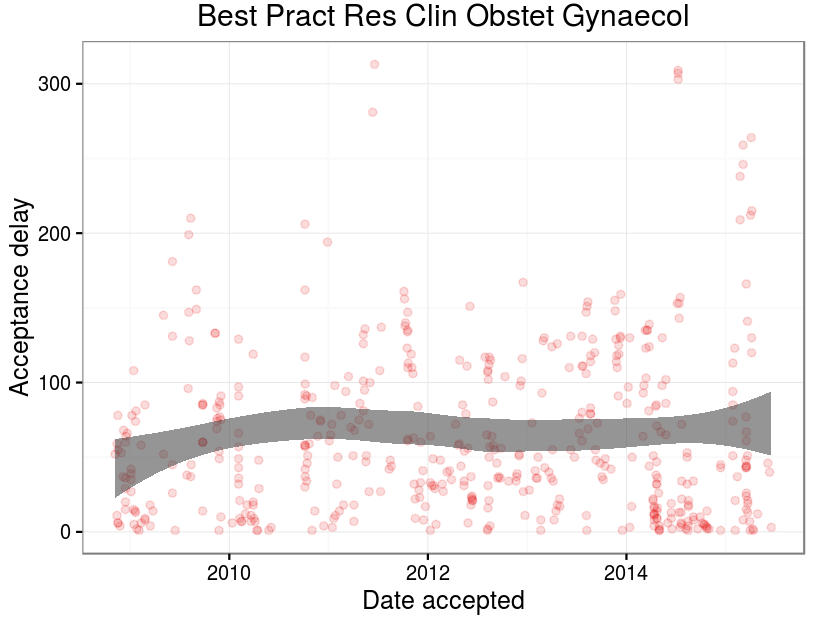 Best Pract Res Clin Obstet Gynaecol
300
200
100
0
Acceptance delay
2010 2012 2014
Date accepted